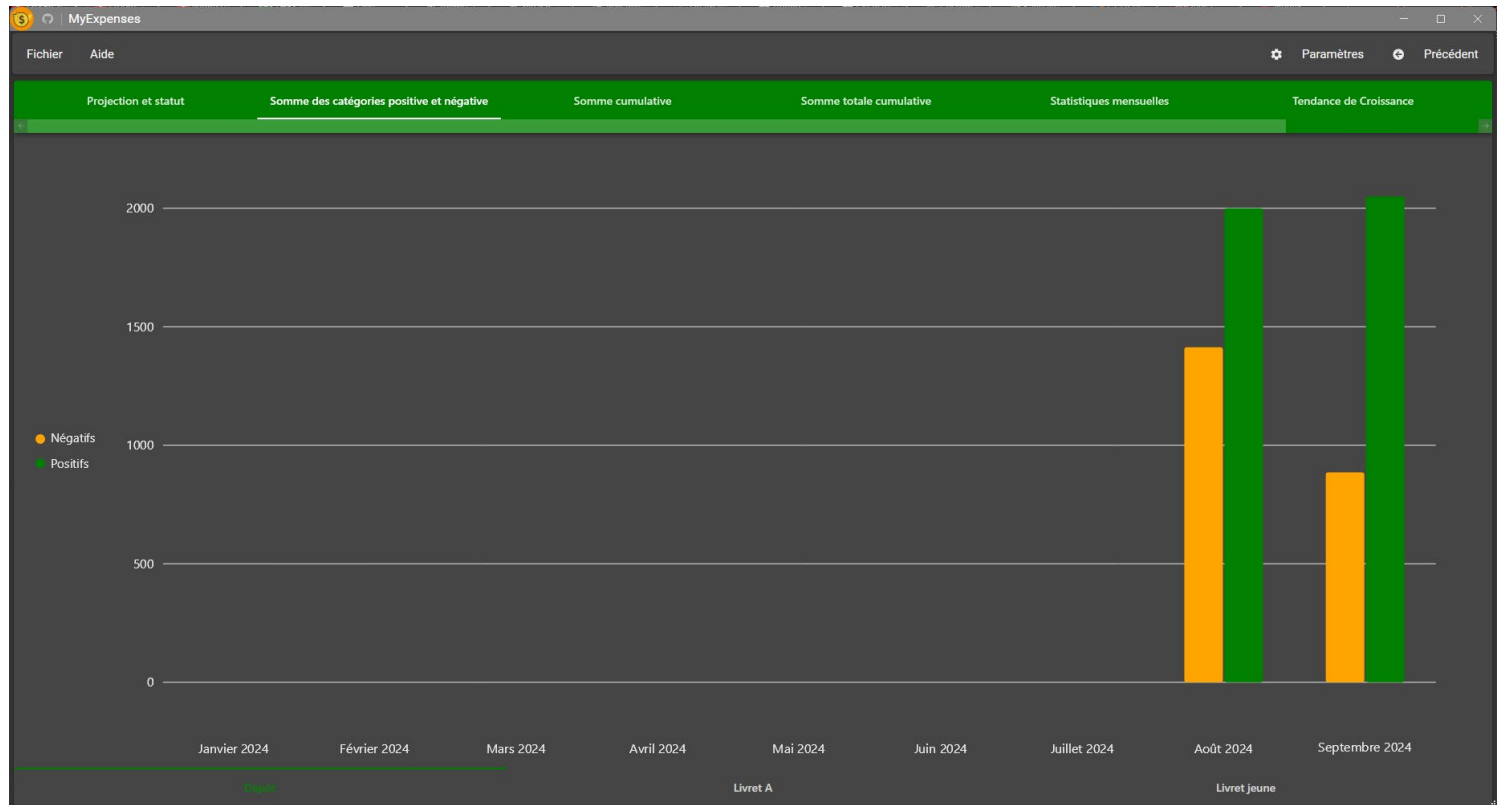 MyExpenses
Fichier Aide Paramètres Précédent
Projection et statut Somme des catégories positive et négative Somme cumulative Somme totale cumulative Statistiques mensuelles Tendance de Croissance
2000
1500
Négatifs
1000
Positifs
500
0
Janvier 2024 Février 2024 Mars 2024 Avril 2024 Mai 2024 Juin 2024 Juillet 2024 Août 2024 Septembre 2024
Dépôt Livret A Livret jeune